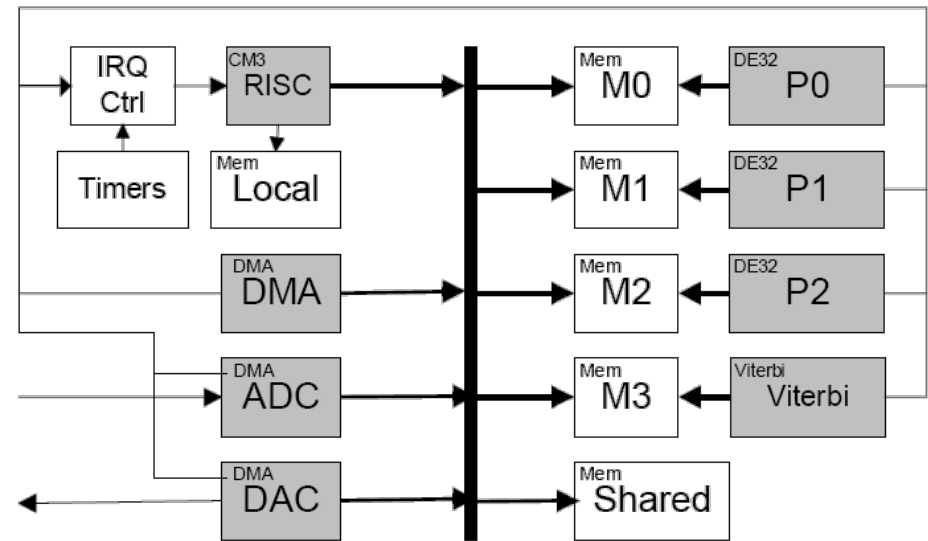 IRQ
Ctrl
CM3
RISC
Mem
M0
DE32
P0
Timers
Mem
Local
Mem
M1
DE32
P1
DMA
DMA
Mem
M2
DE32
P2
DMA
ADC
Mem
M3
Viterbi
Viterbi
DMA
DAC
Mem
Shared